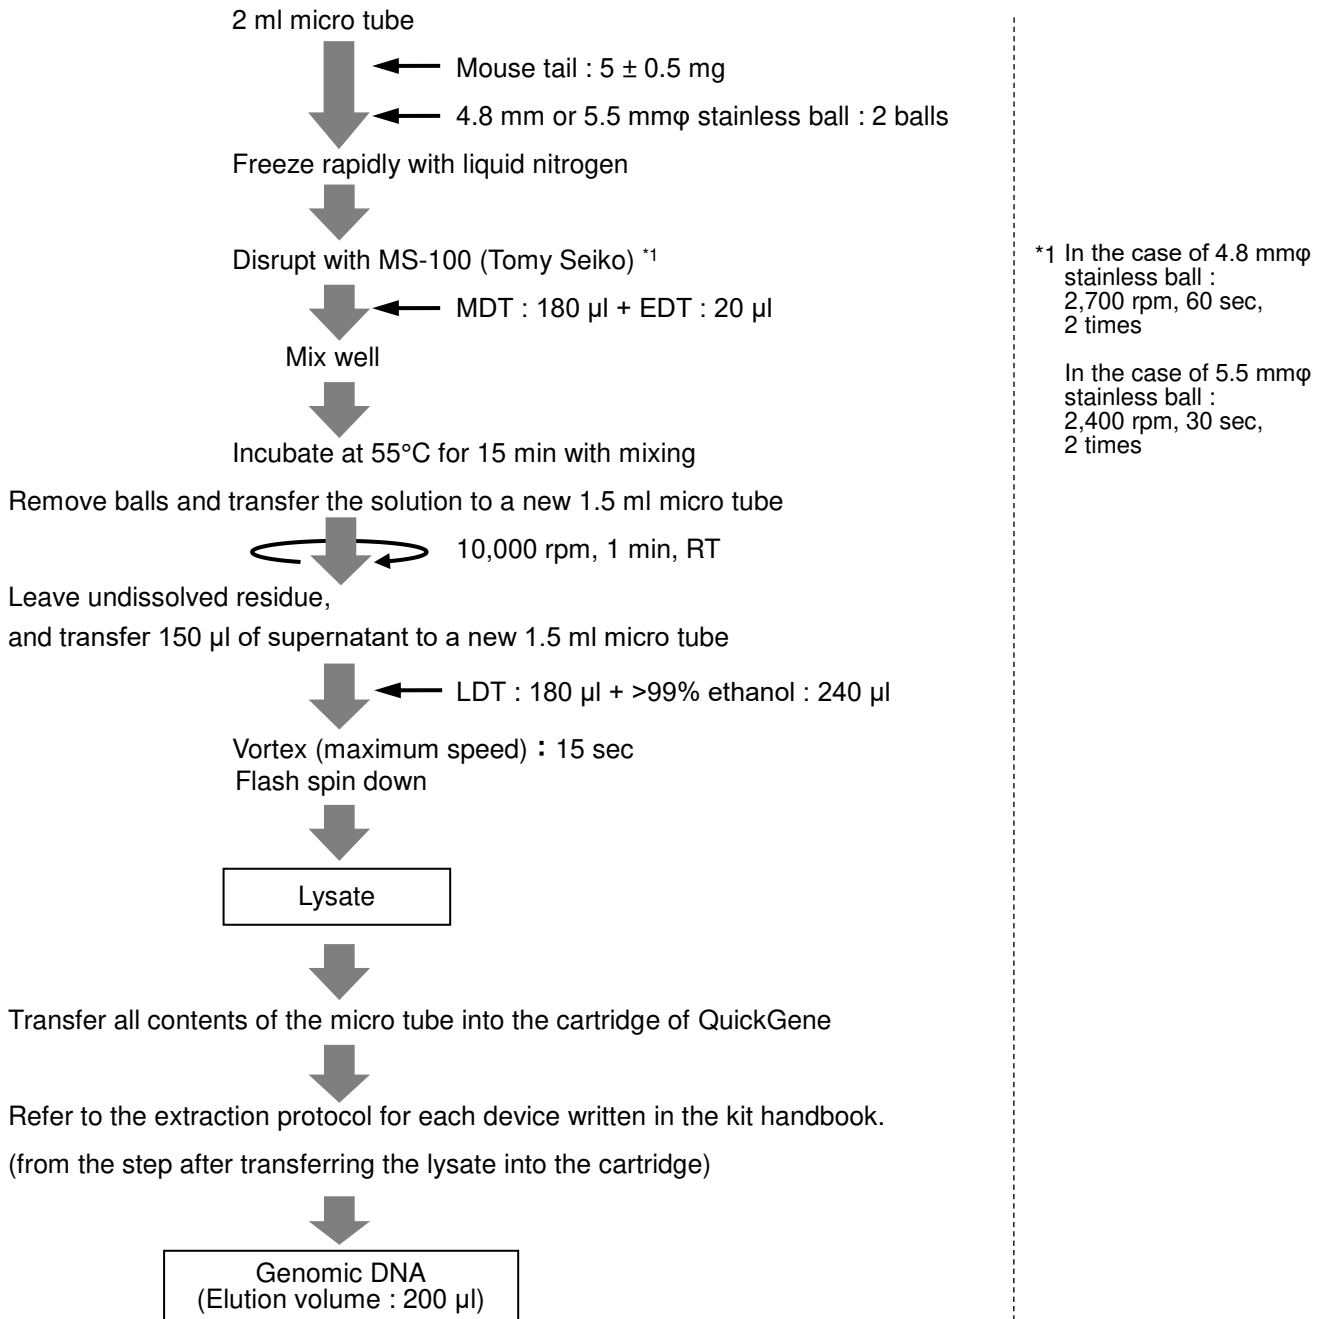 2 ml micro tube
Mouse tail : 5 ± 0.5 mg
4.8 mm or 5.5 mmφ stainless ball : 2 balls
Freeze rapidly with liquid nitrogen
Disrupt with MS-100 (Tomy Seiko) *1
MDT : 180 µl + EDT : 20 µl
Mix well
Incubate at 55°C for 15 min with mixing
Remove balls and transfer the solution to a new 1.5 ml micro tube
10,000 rpm, 1 min, RT
Leave undissolved residue,
and transfer 150 µl of supernatant to a new 1.5 ml micro tube
LDT : 180 µl + >99% ethanol : 240 µl
Vortex (maximum speed)：15 sec
Flash spin down
Lysate
Transfer all contents of the micro tube into the cartridge of QuickGene
Refer to the extraction protocol for each device written in the kit handbook.
(from the step after transferring the lysate into the cartridge)
Genomic DNA
(Elution volume : 200 µl)
*1 In the case of 4.8 mmφ
stainless ball :
2,700 rpm, 60 sec,
2 times
In the case of 5.5 mmφ
stainless ball :
2,400 rpm, 30 sec,
2 times